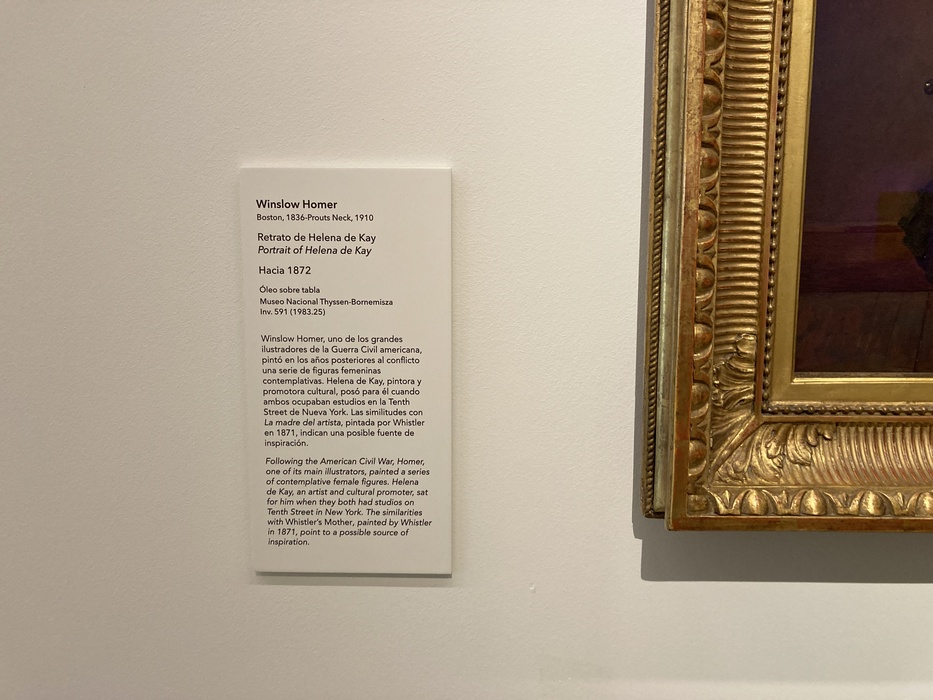 Winslow Homer
Boston, 1836-Prouts Neck, 1910
Retrato de Helena de Kay
Portrait of Helena de Kay
Hacia 1872
Óleo sobre tabla
Museo Nacional Thyssen-Bornemisza
Inv. 591 (1983.25)
Winslow Homer, uno de los grandes
ilustradores de la Guerra Civil americana,
pintó en los años posteriores al conflicto
una serie de figuras femeninas
contemplativas. Helena de Kay, pintora y
promotora cultural, posó para él cuando
ambos ocupaban estudios en la Tenth
Street de Nueva York. Las similitudes con
La madre del artista, pintada por Whistler
en 1871, indican una posible fuente de
inspiración.
Following the American Civil War, Homer,
one of its main illustrators, painted a series
of contemplative female figures. Helena
de Kay, an artist and cultural promoter, sat
for him when they both had studios on
Tenth Street in New York. The similarities
with Whistler's Mother, painted by Whistler
in 1871, point to a possible source of
inspiration.